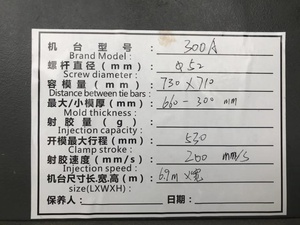 机台型号: 300A
Brand Model:
螺杆直径(mm): Φ52
Screw diameter:
容模量(mm): 730 X 710
Distance between tie bars:
最大/小模厚(mm): 660 - 300 mm
Mold thickness:
射胶量(g):
Injection capacity:
开模最大行程(mm): 530
Clamp stroke:
射胶速度(mm/s): 200 mm/s
Injection speed:
机台尺寸长.宽.高(m): 6.9m X宽
size(LXWXH):
保养人: 日期: